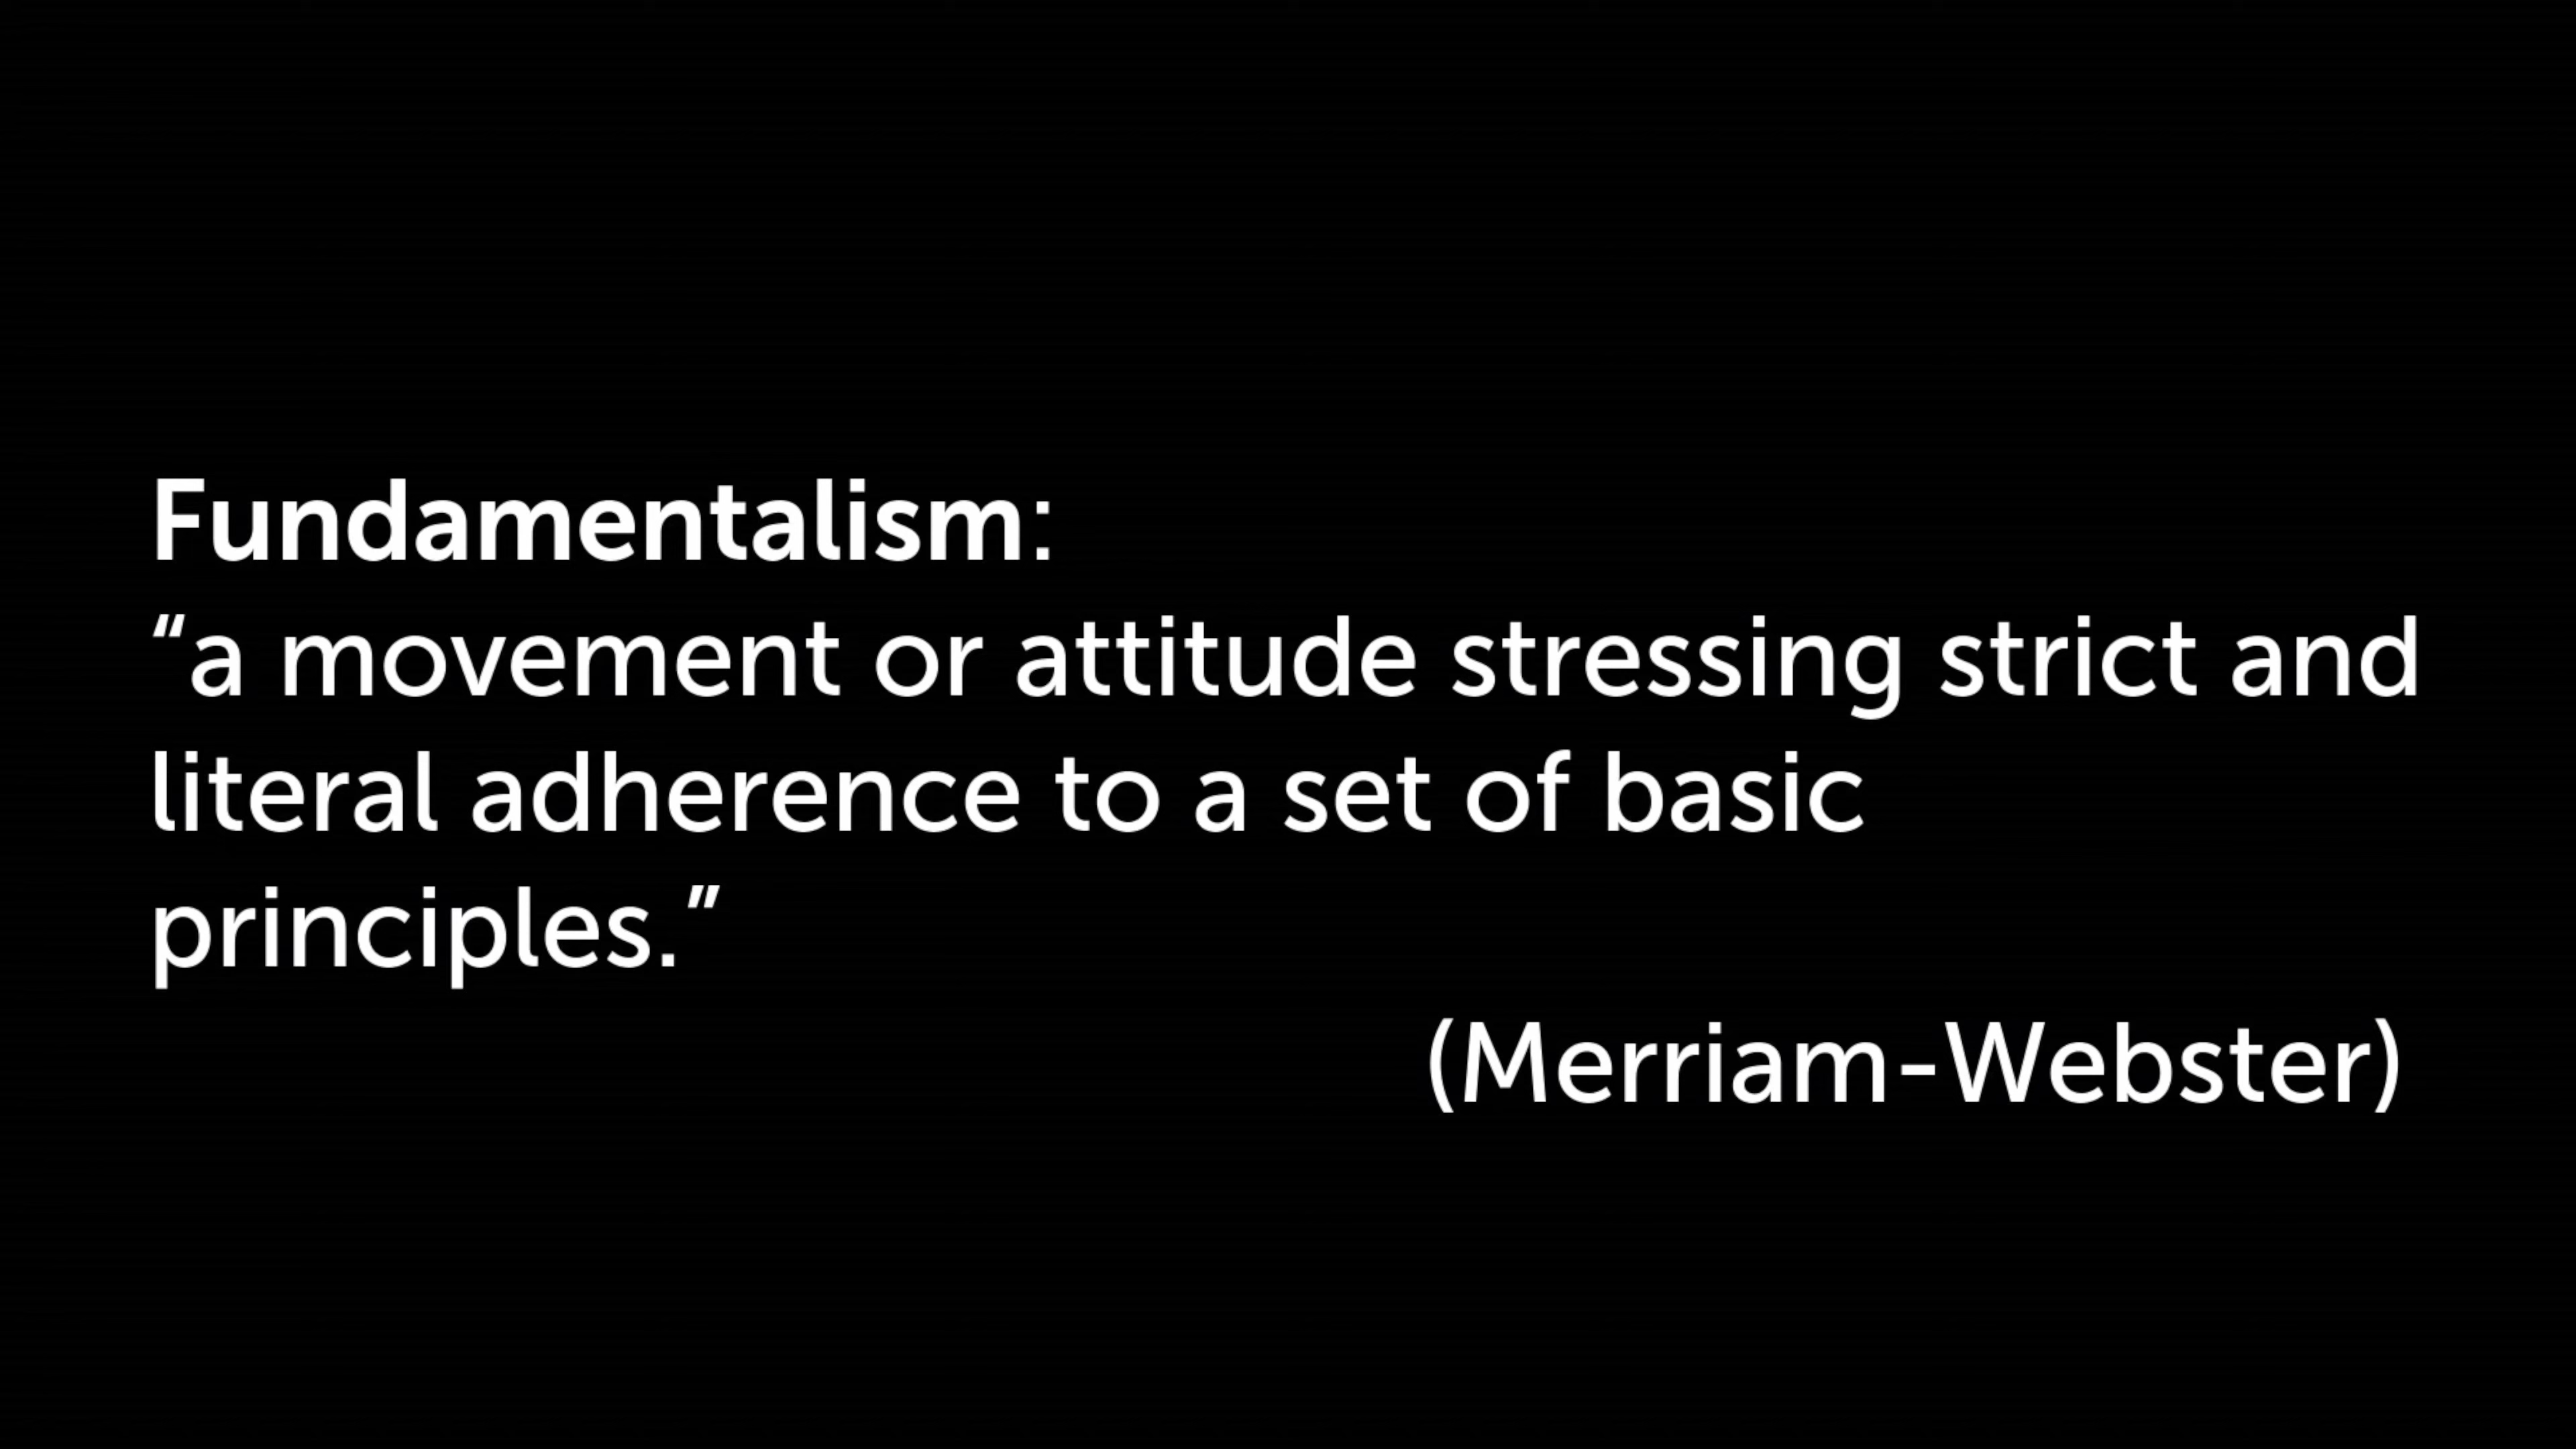 Fundamentalism:
“a movement or attitude stressing strict and
literal adherence to a set of basic
principles.”
(Merriam-Webster)